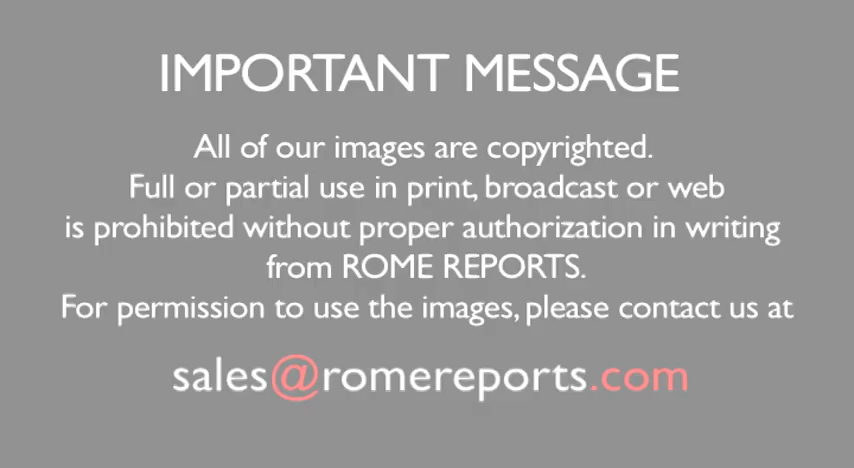 IMPORTANT MESSAGE
All of our images are copyrighted.
Full or partial use in print, broadcast or web
is prohibited without proper authorization in writing
from ROME REPORTS.
For permission to use the images, please contact us at
sales@romereports.com